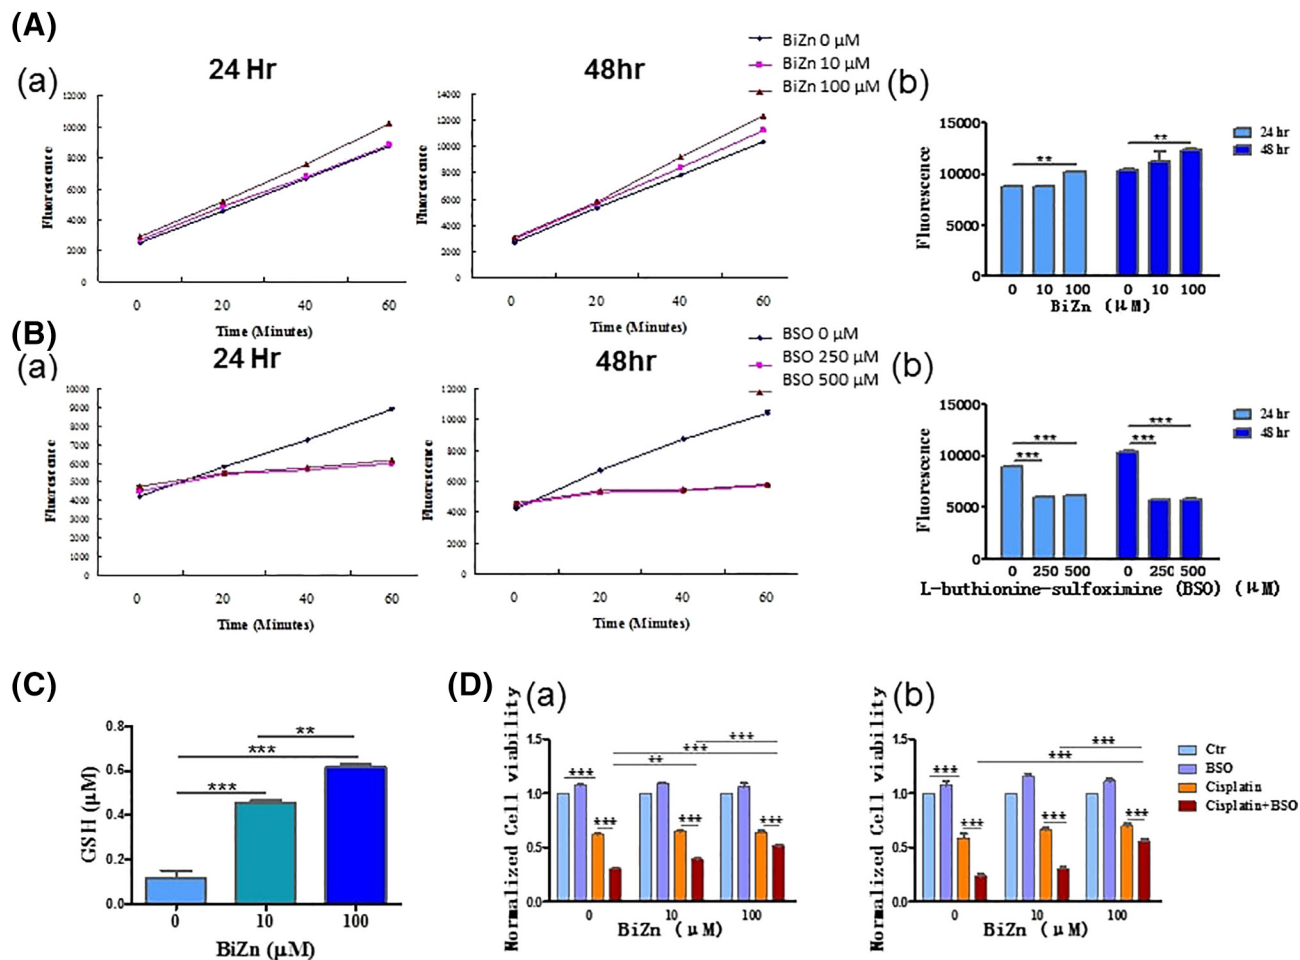 (A)
(a)
24 Hr
48hr
BiZn 0 μM
BiZn 10 μM
BiZn 100 μM
(b)
12000
10000
8000
6000
4000
2000
0
Fluorescence
0 20 40 60
Time (Minutes)
14000
12000
10000
8000
6000
4000
2000
0
Fluorescence
0 20 40 60
Time (Minutes)
15000
10000
5000
0
Fluorescence
** **
24 hr
48 hr
0 10 100 0 10 100
BiZn (μM)
(B)
(a)
24 Hr
48hr
BSO 0 μM
BSO 250 μM
BSO 500 μM
(b)
10000
9000
8000
7000
6000
5000
4000
3000
2000
1000
0
Fluorescence
0 20 40 60
Time (Minutes)
12000
10000
8000
6000
4000
2000
0
Fluorescence
0 20 40 60
Time (Minutes)
15000
10000
5000
0
Fluorescence
*** ***
*** ***
24 hr
48 hr
0 250 500 0 250 500
L-buthionine-sulfoximine (BSO) (μM)
(C)
0.8
0.6
0.4
0.2
0.0
GSH (μM)
**
***
***
0 10 100
BiZn (μM)
(D)
(a)
Normalized Cell viability
1.5
1.0
0.5
0.0
***
***
**
***
*** *** ***
0 10 100
BiZn (μM)
(b)
Normalized Cell viability
1.5
1.0
0.5
0.0
***
***
***
*** *** ***
0 10 100
BiZn (μM)
Ctr
BSO
Cisplatin
Cisplatin+BSO